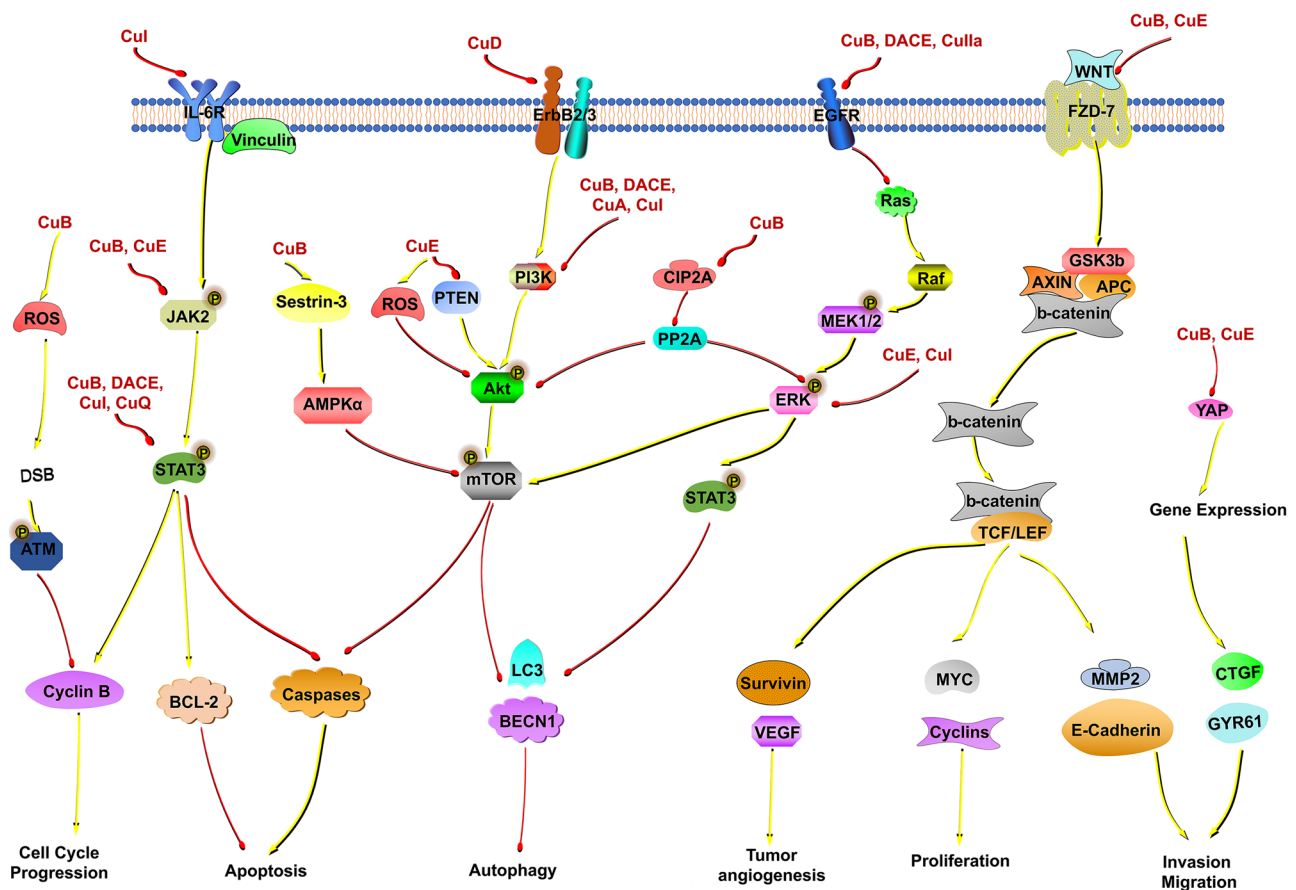 CuI
CuD
CuB, DACE, CuIIa
CuB, CuE
WNT
IL-6R
ErbB2/3
EGFR
FZD-7
Vinculin
CuB, DACE,
CuA, CuI
Ras
CuB
CuB, CuE
CuB
CuE
CuB
PI3K
CIP2A
Raf
GSK3b
AXIN
APC
b-catenin
ROS
JAK2
P
Sestrin-3
ROS
PTEN
MEK1/2
P
PP2A
CuB, CuE
CuE, CuI
CuB, DACE,
CuI, CuQ
AMPKα
Akt
P
ERK
P
b-catenin
YAP
DSB
STAT3
P
mTOR
P
STAT3
P
b-catenin
TCF/LEF
Gene Expression
P
ATM
LC3
Cyclin B
BCL-2
Caspases
BECN1
Survivin
MYC
MMP2
CTGF
VEGF
Cyclins
E-Cadherin
GYR61
Cell Cycle
Progression
Apoptosis
Autophagy
Tumor
angiogenesis
Proliferation
Invasion
Migration